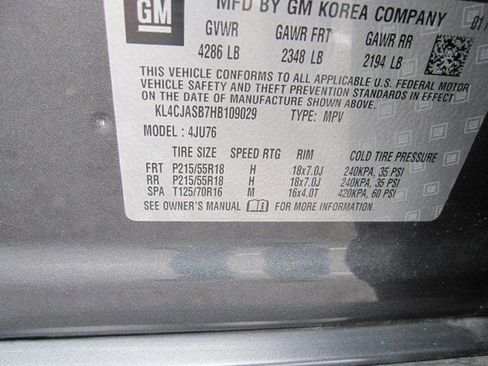 GM MFD BY GM KOREA COMPANY
GVWR GAWR FRT GAWR RR
4286 LB 2348 LB 2194 LB
THIS VEHICLE CONFORMS TO ALL APPLICABLE U.S. FEDERAL MOTOR
VEHICLE SAFETY AND THEFT PREVENTION STANDARDS IN EFFECT
ON THE DATE OF MANUFACTURE SHOWN ABOVE.
KL4CJASB7HB109029 TYPE: MPV
MODEL: 4JU76
TIRE SIZE SPEED RTG RIM COLD TIRE PRESSURE
FRT P215/55R18 H 18x7.0J 240KPA, 35 PSI
RR P215/55R18 H 18x7.0J 240KPA, 35 PSI
SPA T125/70R16 M 16x4.0T 420KPA, 60 PSI
SEE OWNER'S MANUAL FOR MORE INFORMATION.